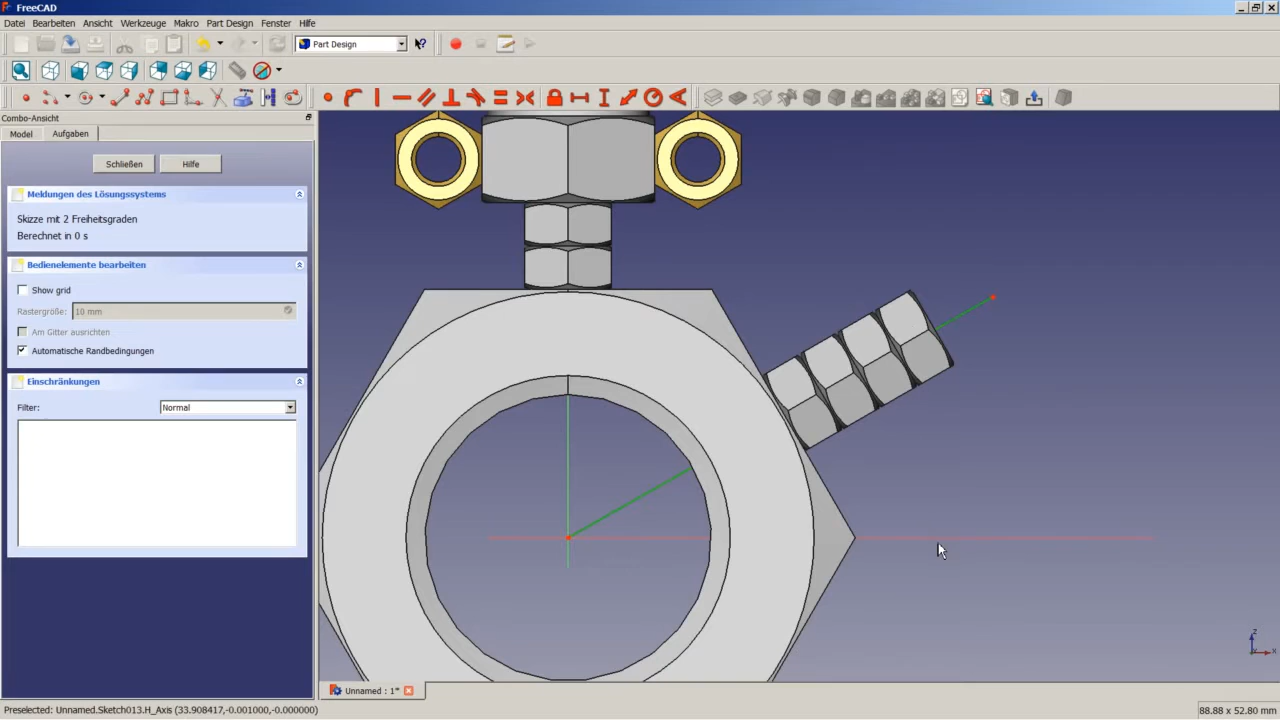 FreeCAD
Datei Bearbeiten Ansicht Werkzeuge Makro Part Design Fenster Hilfe
Part Design
Combo-Ansicht
Model Aufgaben
Schließen Hilfe
Meldungen des Lösungssystems
Skizze mit 2 Freiheitsgraden
Berechnet in 0 s
Bedienelemente bearbeiten
Show grid
Rastergröße: 10 mm
Am Gitter ausrichten
Automatische Randbedingungen
Einschränkungen
Filter: Normal
Z
Y X
Unnamed : 1*
Preselected: Unnamed.Sketch013.H_Axis (33.908417,-0.001000,-0.000000) 88.88 x 52.80 mm